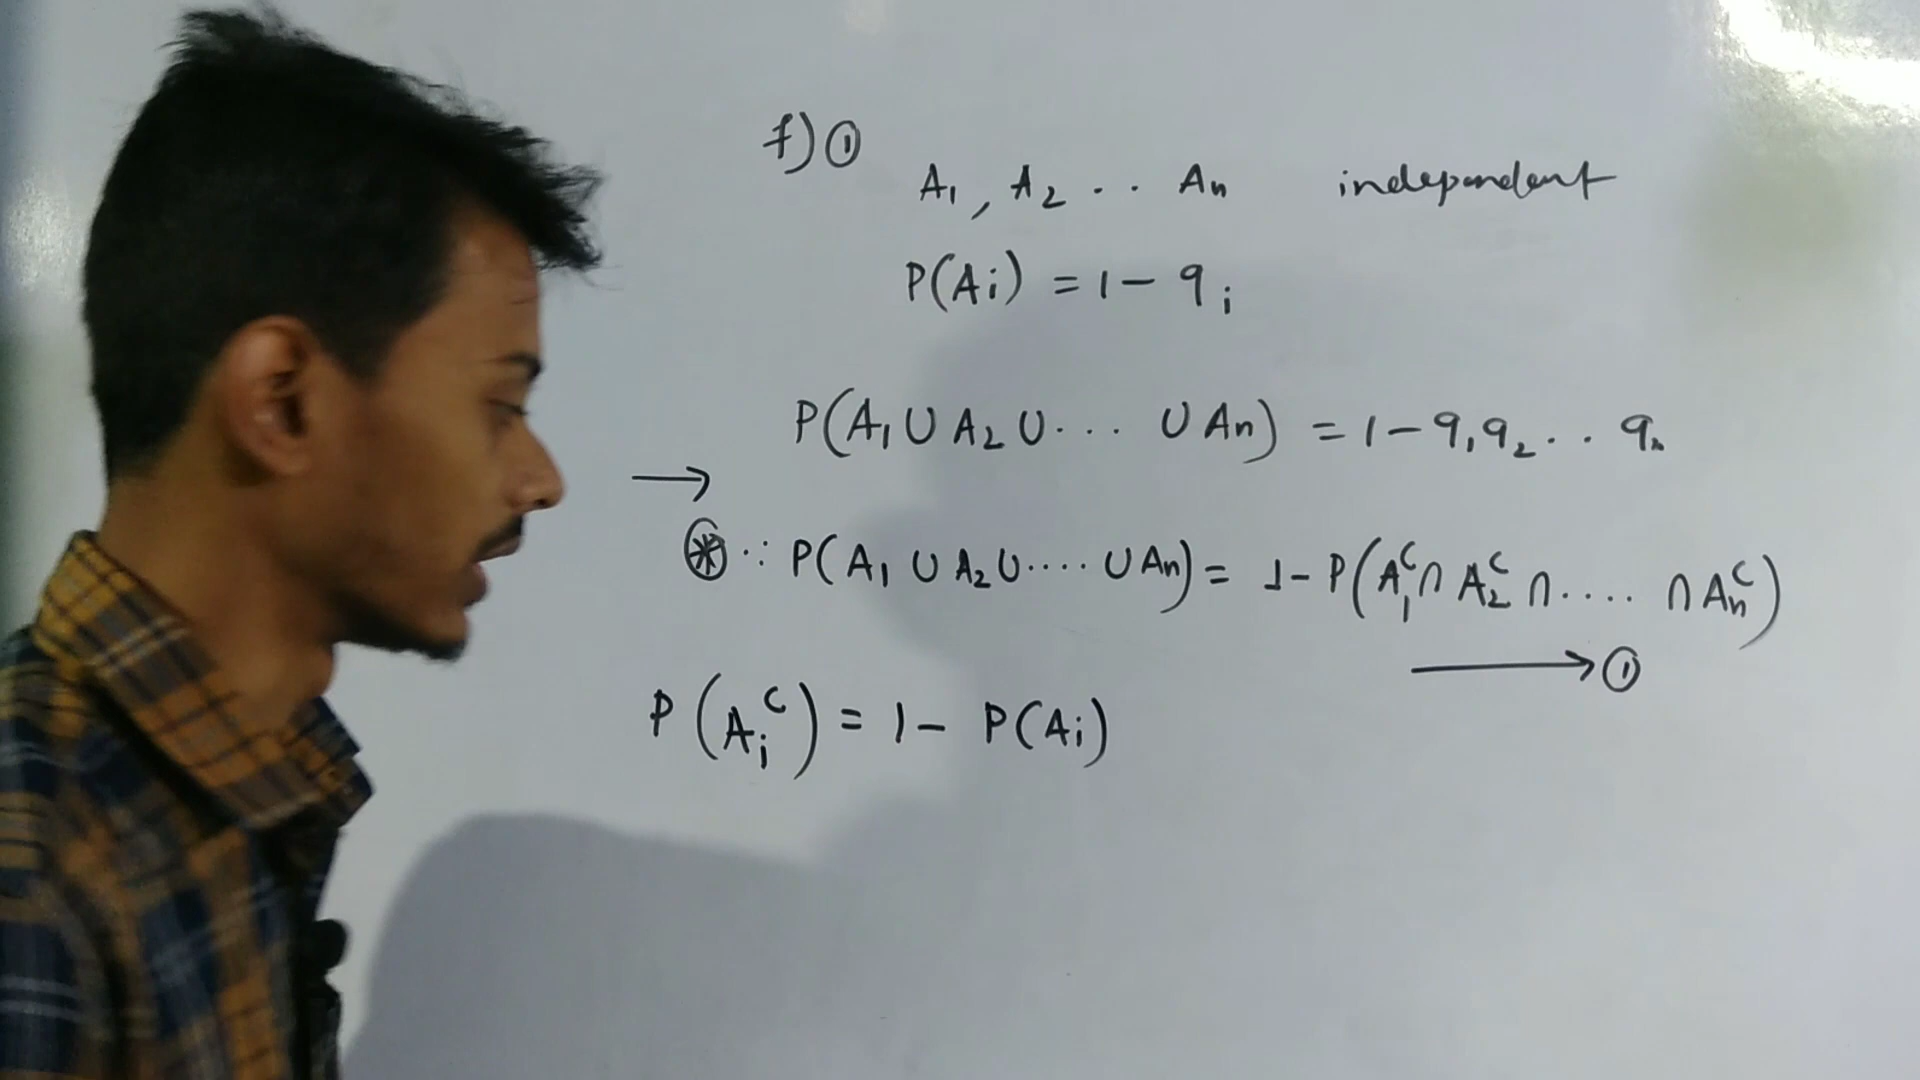 f) ①
A₁, A₂ .. Aₙ independent
P(Aᵢ) = 1 - qᵢ
P(A₁ ∪ A₂ ∪ ... ∪ Aₙ) = 1 - q₁q₂ .. qₙ
→
⊛ ∴ P(A₁ ∪ A₂ ∪ .... ∪ Aₙ) = 1 - P(A₁ᶜ ∩ A₂ᶜ ∩ .... ∩ Aₙᶜ)
→ ①
P(Aᵢᶜ) = 1 - P(Aᵢ)